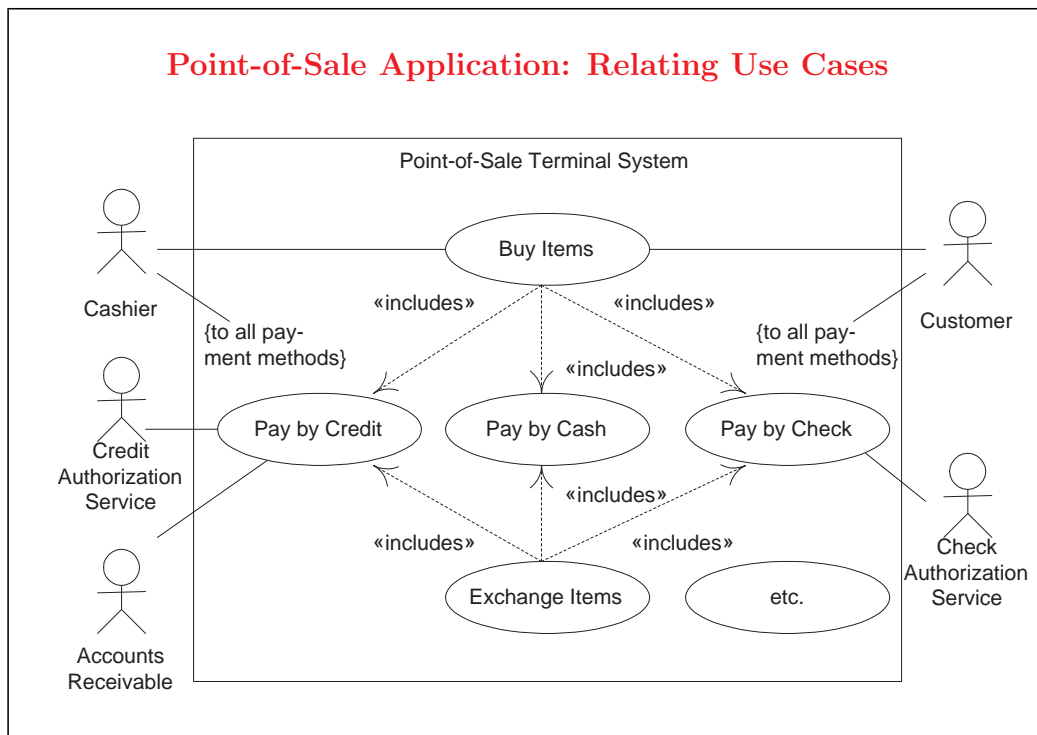 Point-of-Sale Application: Relating Use Cases
Point-of-Sale Terminal System
Buy Items
Cashier
Customer
«includes»
«includes»
{to all pay-
ment methods}
{to all pay-
ment methods}
«includes»
Pay by Credit
Pay by Cash
Pay by Check
Credit
Authorization
Service
«includes»
«includes»
«includes»
Check
Authorization
Service
Exchange Items
etc.
Accounts
Receivable